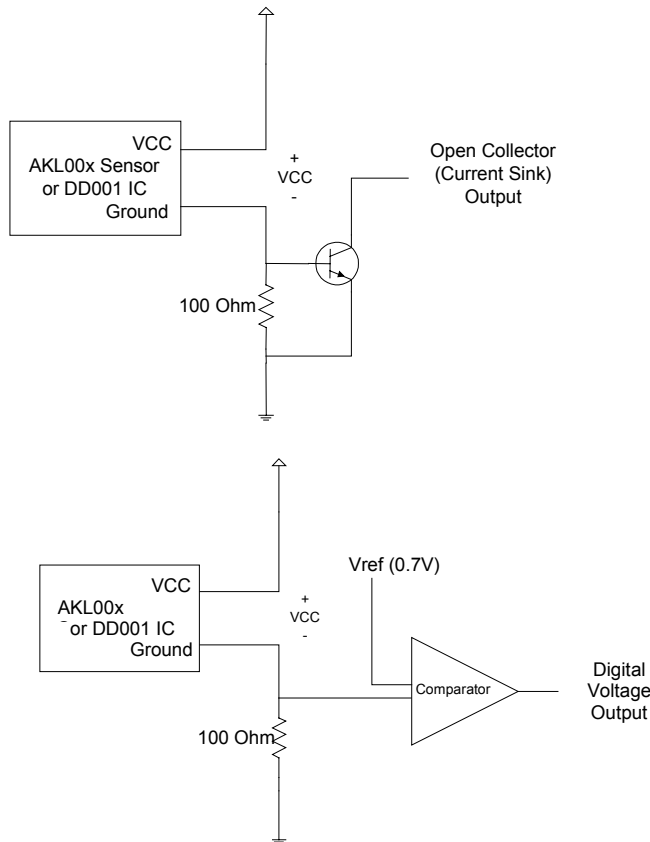 VCC
AKL00x Sensor
or DD001 IC
Ground
+
VCC
-
Open Collector
(Current Sink)
Output
100 Ohm
VCC
AKL00x
or DD001 IC
Ground
+
VCC
-
Vref (0.7V)
Comparator
Digital
Voltage
Output
100 Ohm